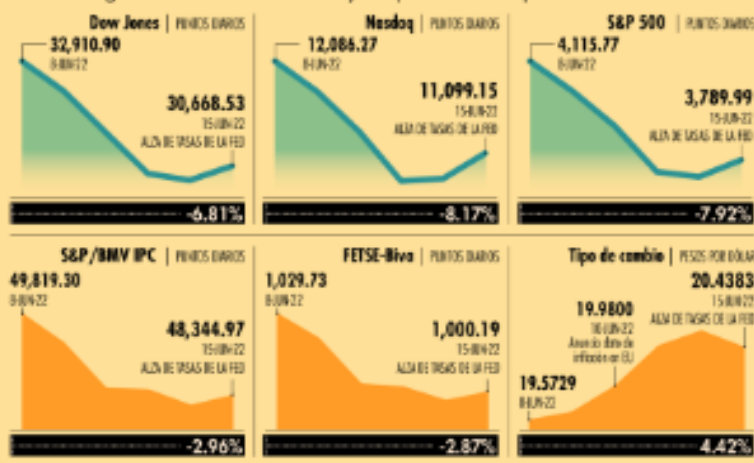 Dow Jones | PUNTOS DIARIOS
32,910.90
8-JUN-22
30,668.53
15-JUN-22
ALZA DE TASAS DE LA FED
-6.81%
Nasdaq | PUNTOS DIARIOS
12,086.27
8-JUN-22
11,099.15
15-JUN-22
ALZA DE TASAS DE LA FED
-8.17%
S&P 500 | PUNTOS DIARIOS
4,115.77
8-JUN-22
3,789.99
15-JUN-22
ALZA DE TASAS DE LA FED
-7.92%
S&P/BMV IPC | PUNTOS DIARIOS
49,819.30
8-JUN-22
48,344.97
15-JUN-22
ALZA DE TASAS DE LA FED
-2.96%
FETSE-Biva | PUNTOS DIARIOS
1,029.73
8-JUN-22
1,000.19
15-JUN-22
ALZA DE TASAS DE LA FED
-2.87%
Tipo de cambio | PESOS POR DÓLAR
20.4383
15-JUN-22
ALZA DE TASAS DE LA FED
19.9800
10-JUN-22
Anuncio dato de
inflación en EU
19.5729
8-JUN-22
4.42%